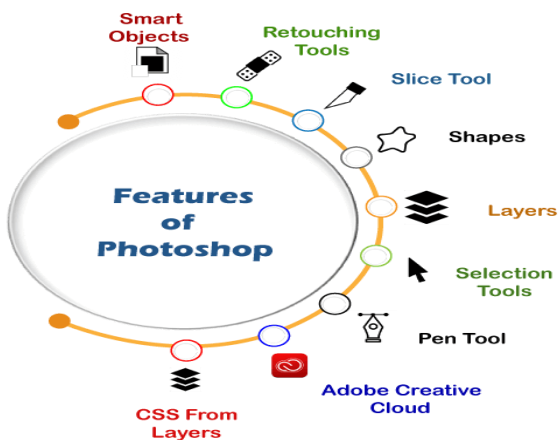 Smart
Objects
Retouching
Tools
Slice Tool
Shapes
Layers
Selection
Tools
Pen Tool
Adobe Creative
Cloud
CSS From
Layers
Features
of
Photoshop